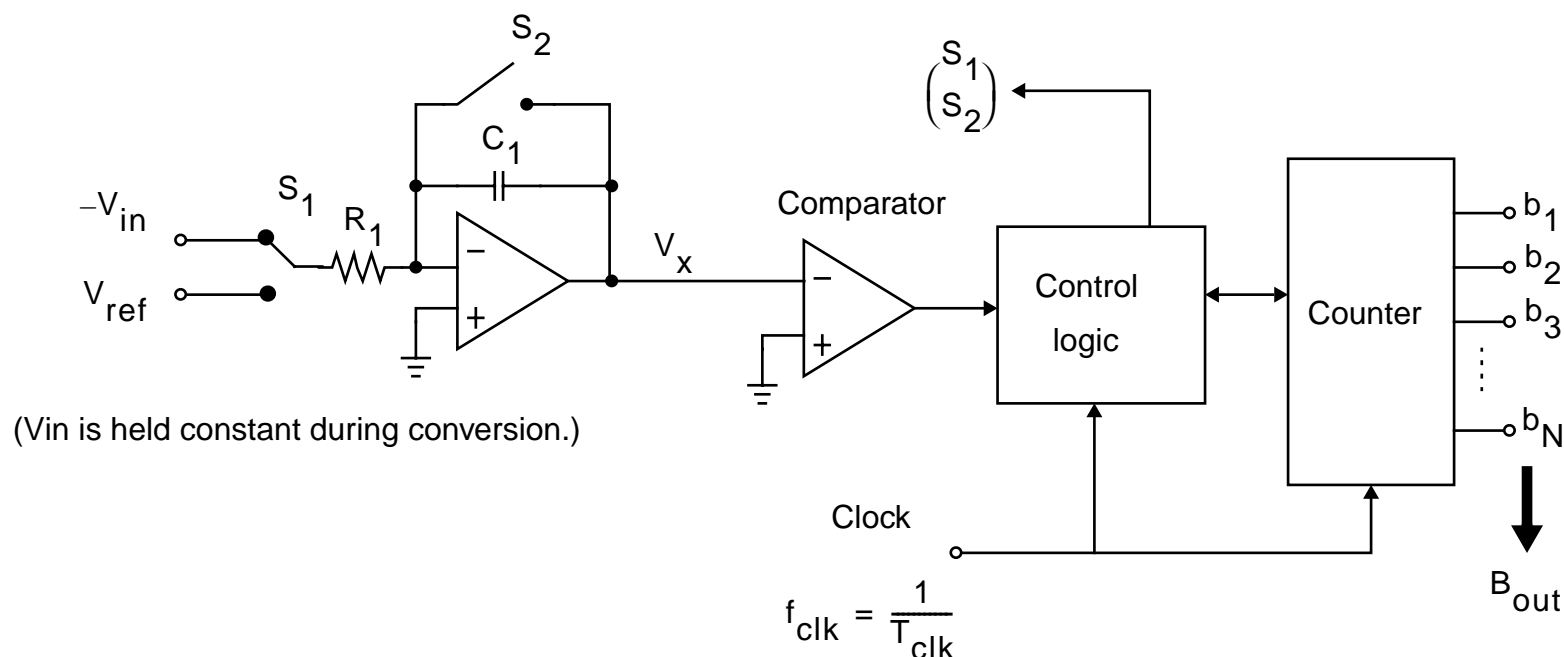 S2
S1
S2
C1
S1
Comparator
−Vin
R1
Vx
b1
Vref
−
−
Control
logic
Counter
b2
b3
+
+
bN
(Vin is held constant during conversion.)
Clock
Bout
fclk = 1/Tclk